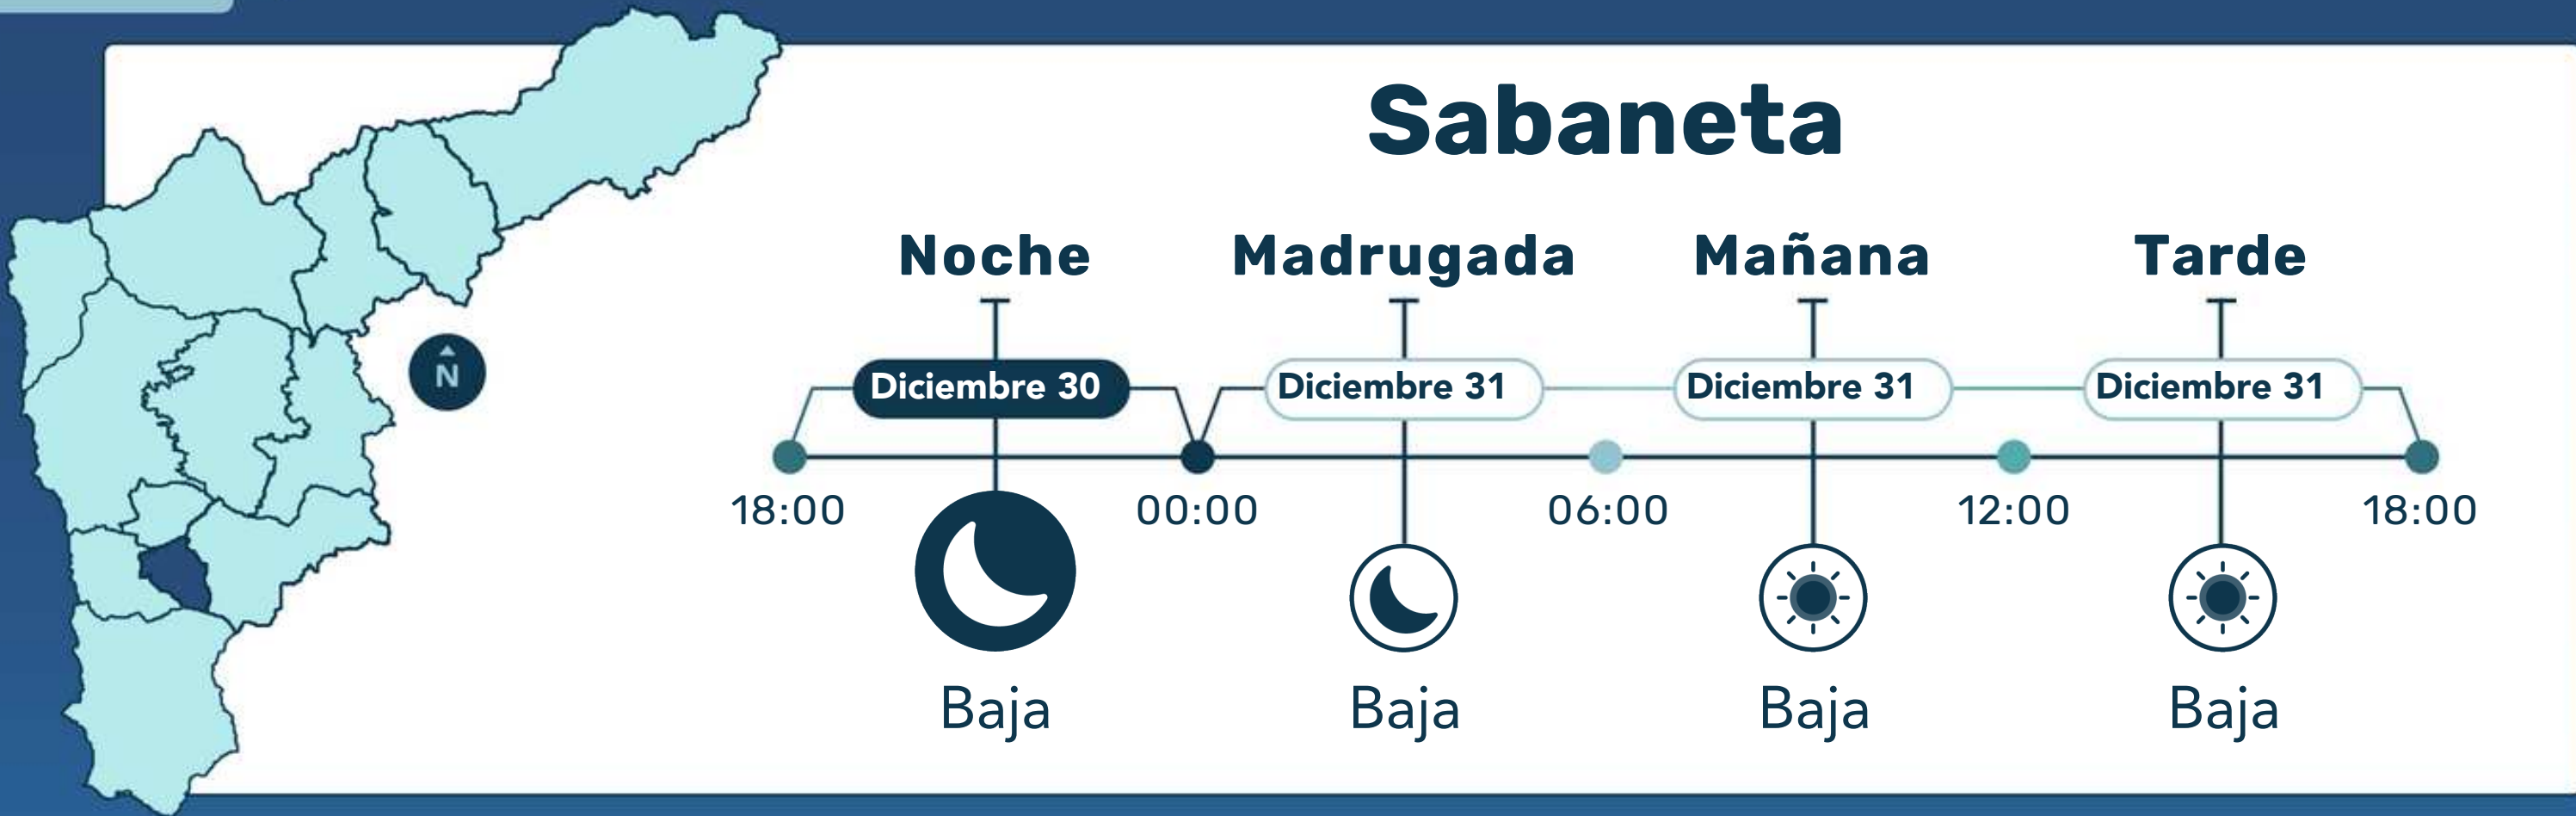 Sabaneta
Noche Madrugada Mañana Tarde
Diciembre 30 Diciembre 31 Diciembre 31 Diciembre 31
N
18:00 00:00 06:00 12:00 18:00
Baja Baja Baja Baja